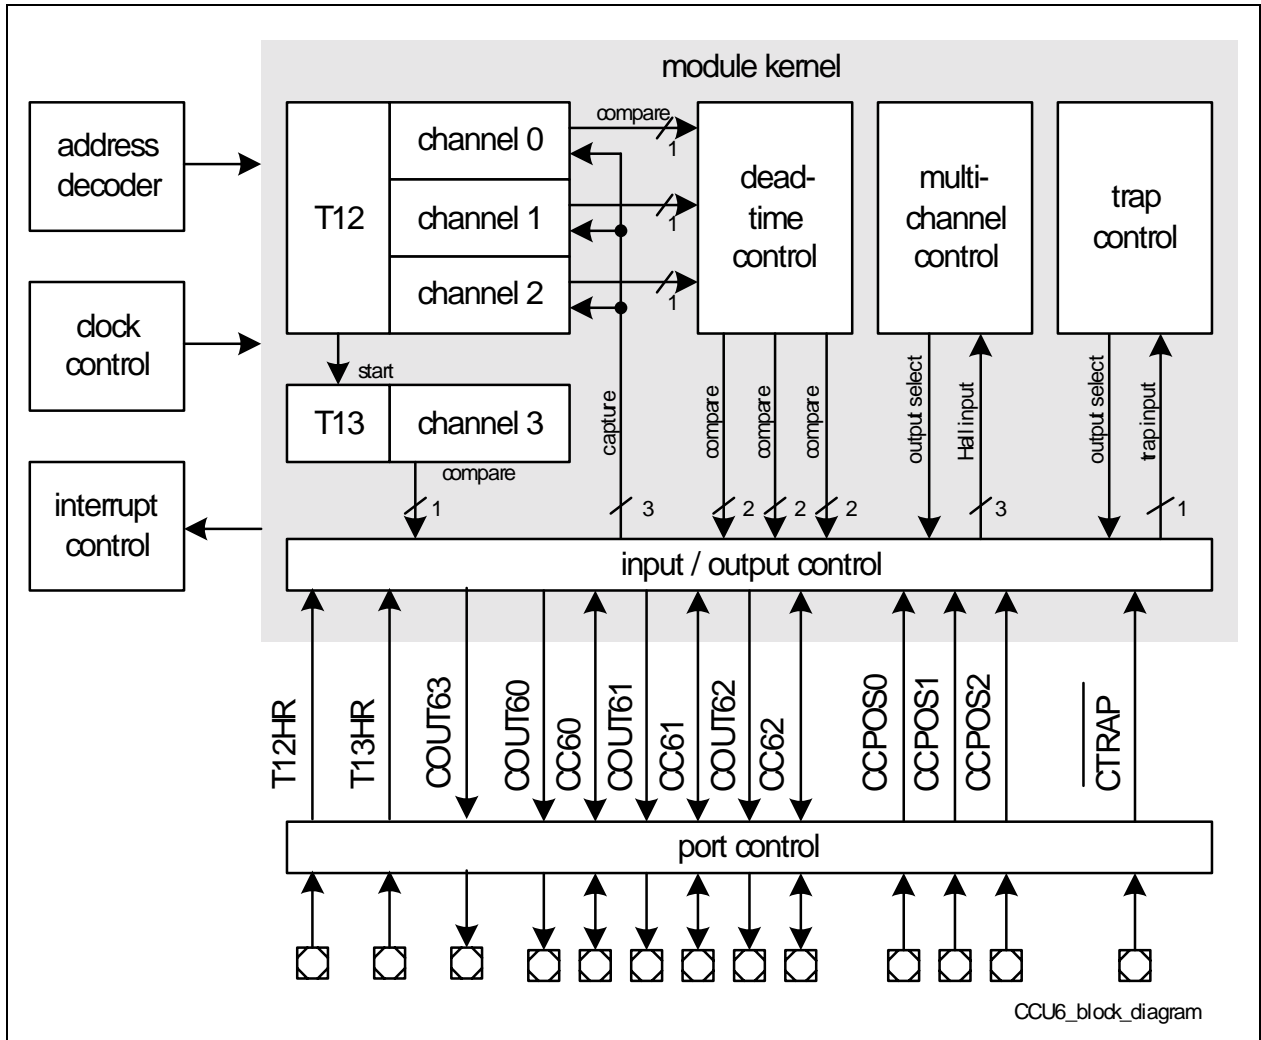 module kernel
address
decoder
clock
control
interrupt
control
T12
channel 0
channel 1
channel 2
compare
1
1
1
dead-
time
control
multi-
channel
control
trap
control
start
T13
channel 3
compare
1
capture
3
compare
2
compare
2
compare
2
output select
Hall input
3
output select
trap input
1
input / output control
T12HR
T13HR
COUT63
COUT60
CC60
COUT61
CC61
COUT62
CC62
CCPOS0
CCPOS1
CCPOS2
CTRAP
port control
CCU6_block_diagram